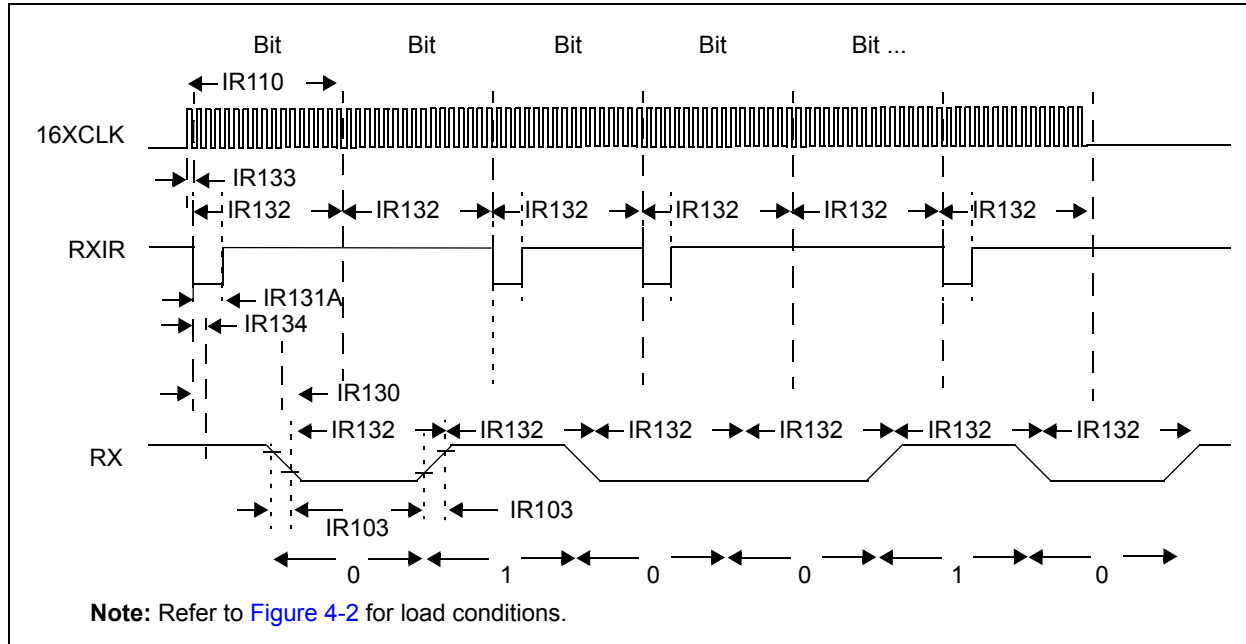 Bit Bit Bit Bit Bit ...
IR110
16XCLK
IR133
IR132 IR132 IR132 IR132 IR132 IR132
RXIR
IR131A
IR134
IR130
IR132 IR132 IR132 IR132 IR132 IR132
RX
IR103 IR103
0 1 0 0 1 0
Note: Refer to Figure 4-2 for load conditions.